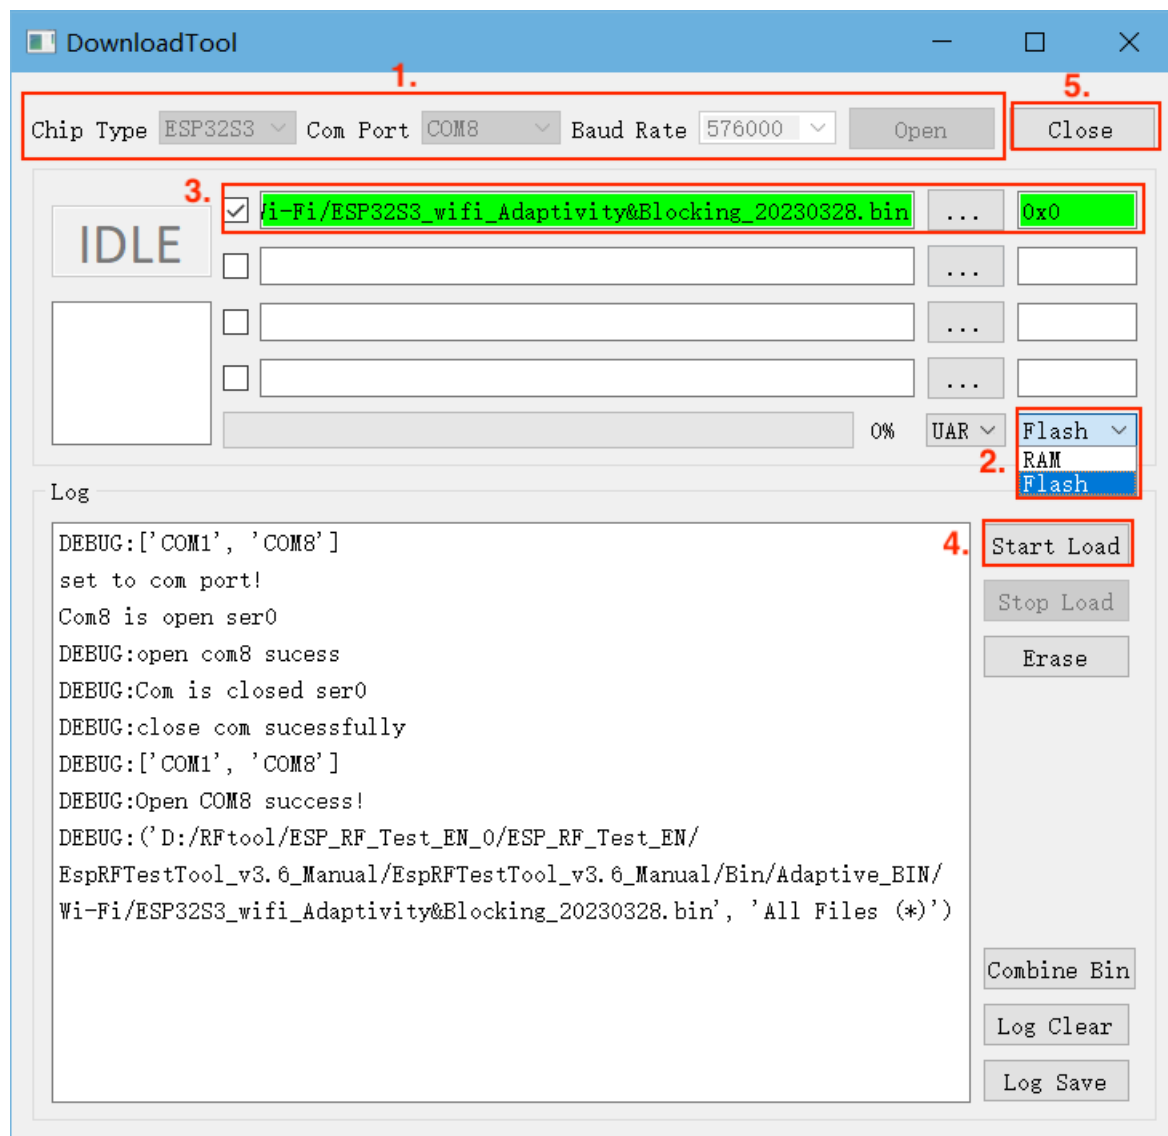 DownloadTool
1.
5.
Chip Type ESP32S3 Com Port COM8 Baud Rate 576000 Open Close
3.
/i-Fi/ESP32S3_wifi_Adaptivity&Blocking_20230328.bin ... 0x0
IDLE
...
...
...
0% UAR Flash
2. RAM
Flash
Log
DEBUG:['COM1', 'COM8']
set to com port!
Com8 is open ser0
DEBUG:open com8 sucess
DEBUG:Com is closed ser0
DEBUG:close com sucessfully
DEBUG:['COM1', 'COM8']
DEBUG:Open COM8 success!
DEBUG:('D:/RFtool/ESP_RF_Test_EN_0/ESP_RF_Test_EN/
EspRFTestTool_v3.6_Manual/EspRFTestTool_v3.6_Manual/Bin/Adaptive_BIN/
Wi-Fi/ESP32S3_wifi_Adaptivity&Blocking_20230328.bin', 'All Files (*)')
4. Start Load
Stop Load
Erase
Combine Bin
Log Clear
Log Save